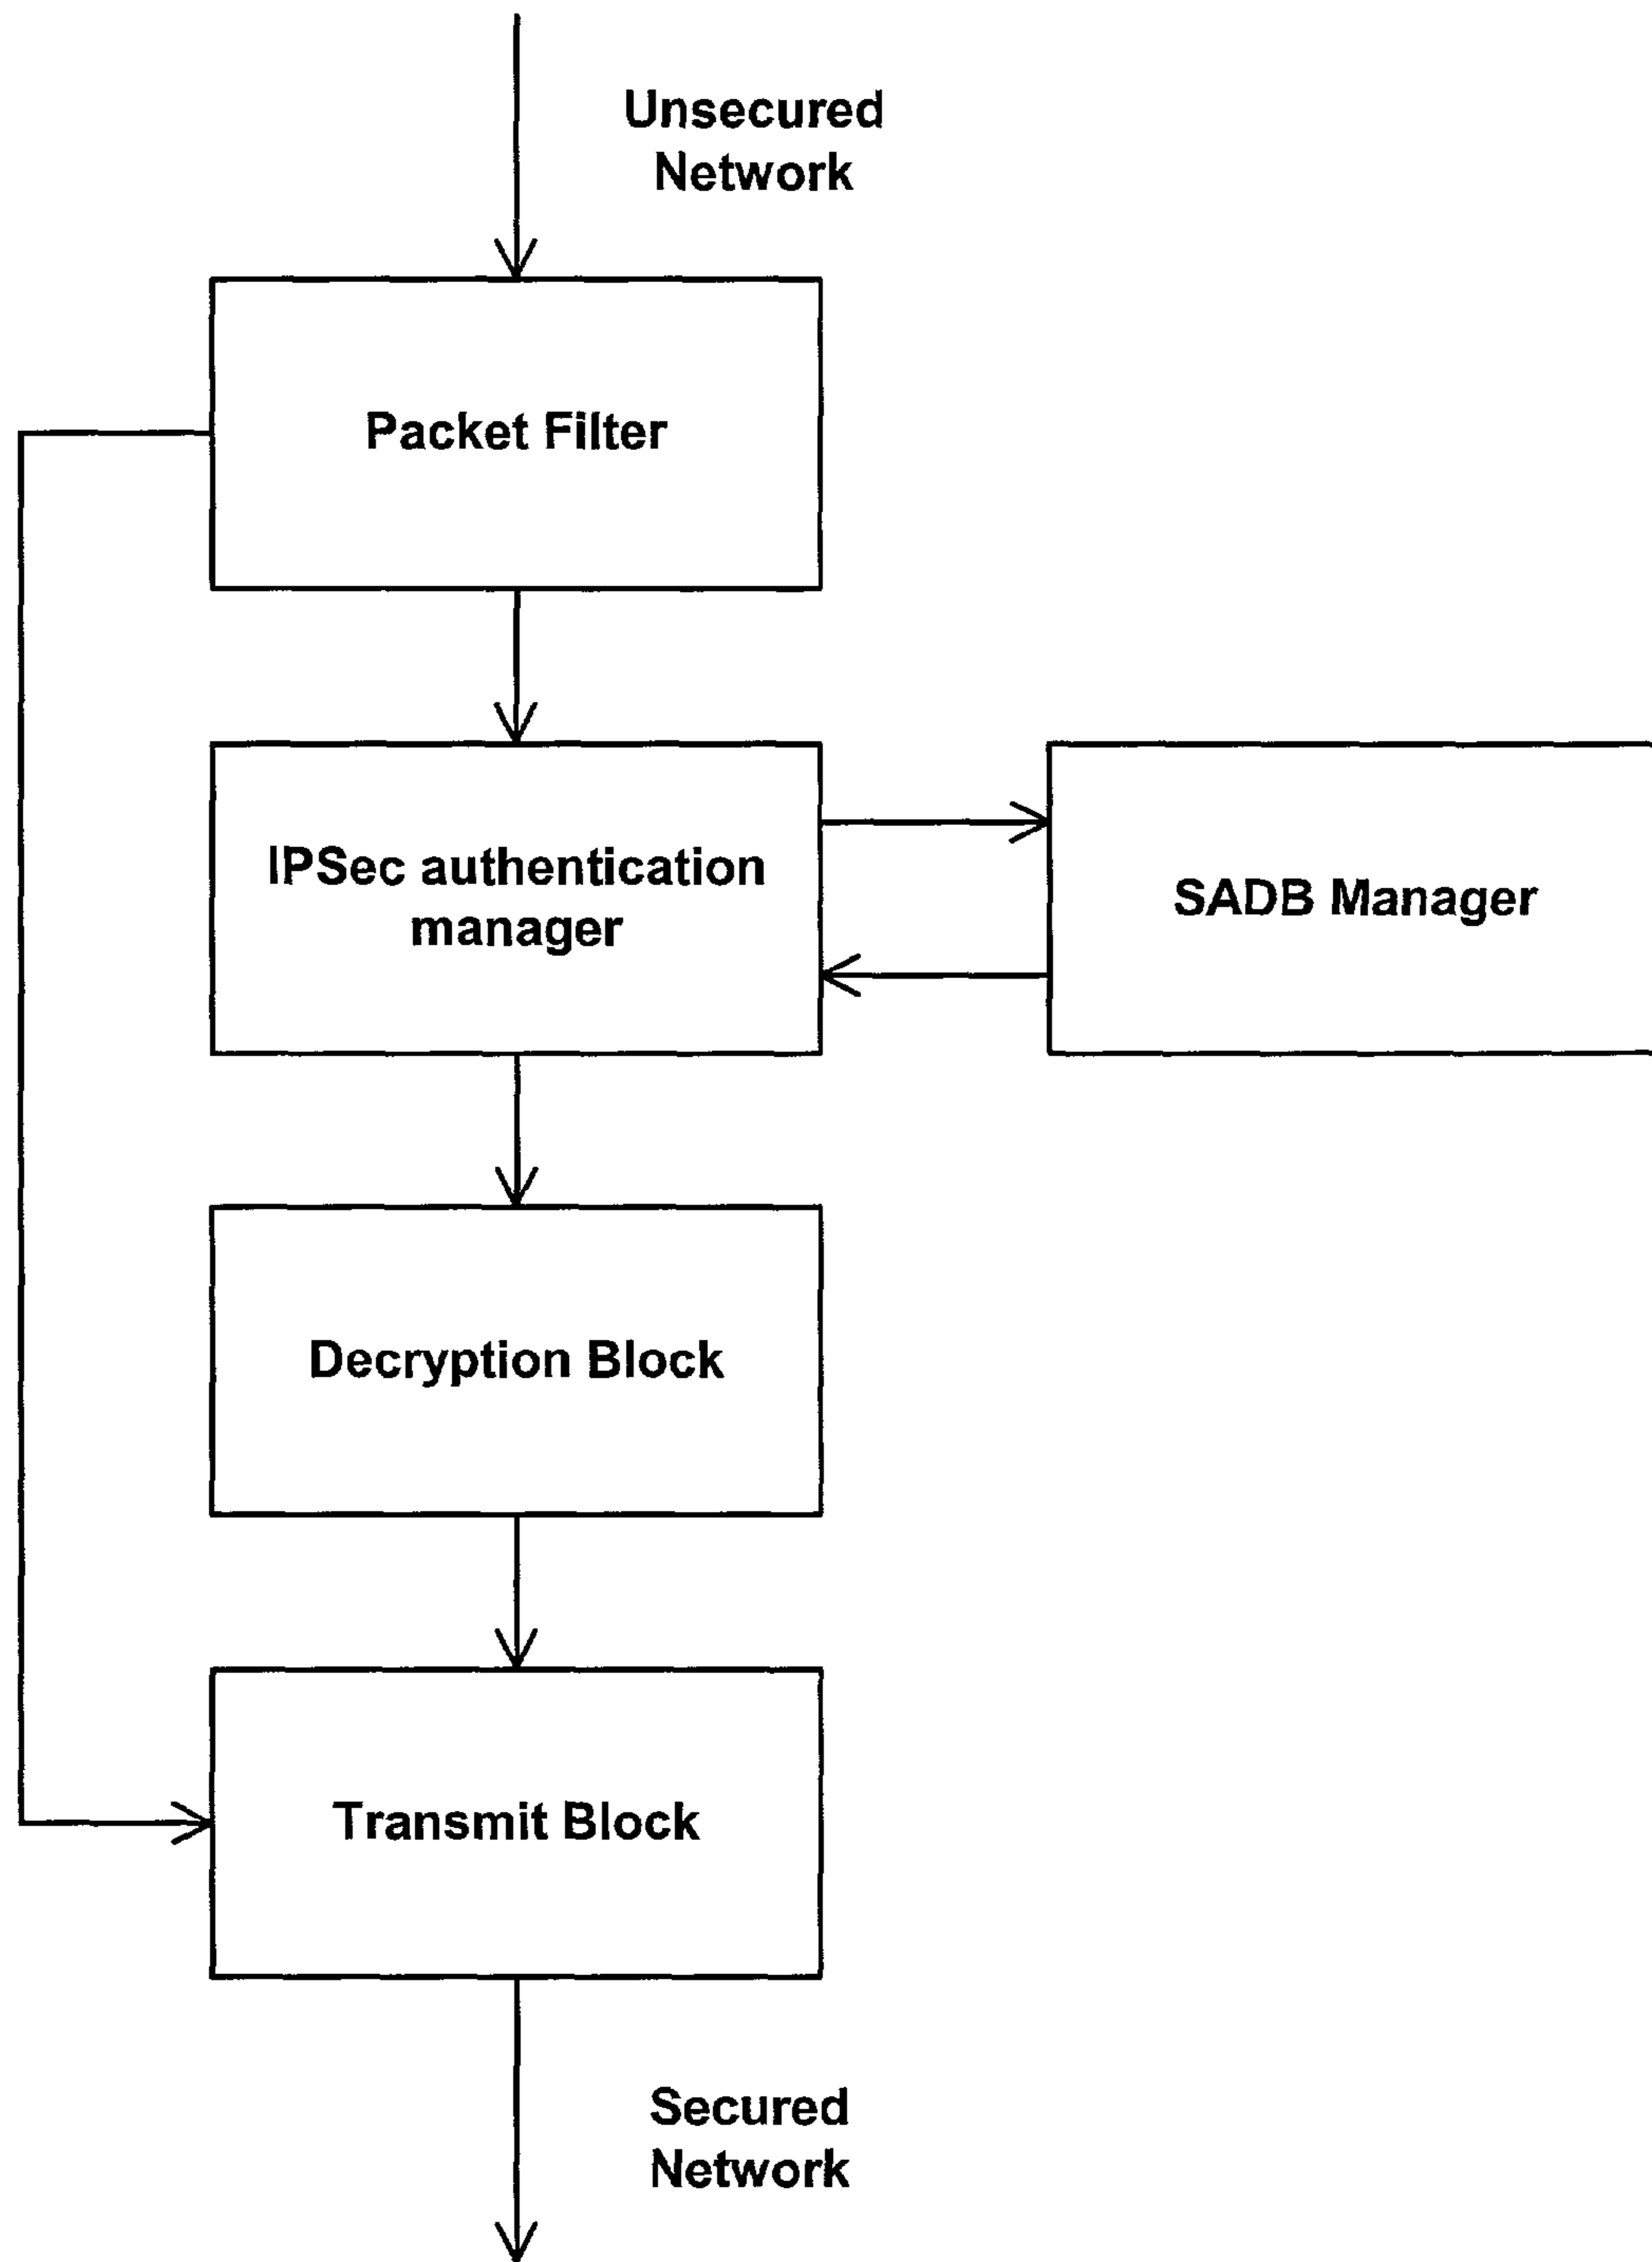 Unsecured
Network
Packet Filter
IPSec authentication
manager
SADB Manager
Decryption Block
Transmit Block
Secured
Network